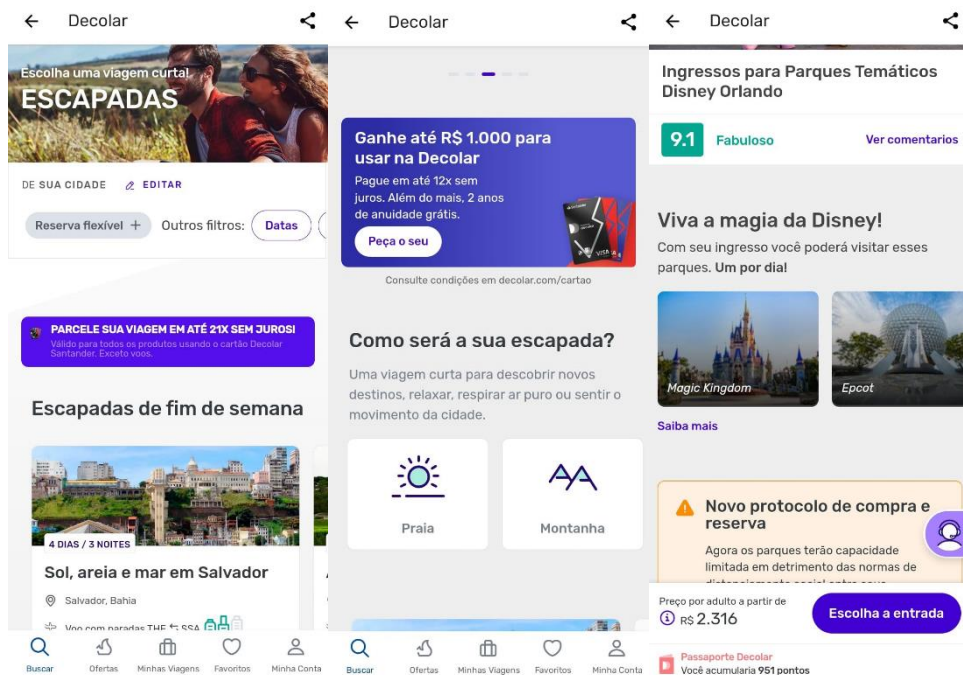 Decolar
Escolha uma viagem curta!
ESCAPADAS
DE SUA CIDADE EDITAR
Reserva flexível + Outros filtros: Datas
PARCELE SUA VIAGEM EM ATÉ 21X SEM JUROS!
Válido para todos os produtos usando o cartão Decolar
Santander. Exceto voos.
Escapadas de fim de semana
4 DIAS / 3 NOITES
Sol, areia e mar em Salvador
Salvador, Bahia
Voo com paradas THE ⇆ SSA
Buscar Ofertas Minhas Viagens Favoritos Minha Conta
Decolar
Ganhe até R$ 1.000 para
usar na Decolar
Pague em até 12x sem
juros. Além do mais, 2 anos
de anuidade grátis.
Peça o seu
VISA
Consulte condições em decolar.com/cartao
Como será a sua escapada?
Uma viagem curta para descobrir novos
destinos, relaxar, respirar ar puro ou sentir o
movimento da cidade.
Praia Montanha
Buscar Ofertas Minhas Viagens Favoritos Minha Conta
Decolar
Ingressos para Parques Temáticos
Disney Orlando
9.1 Fabuloso Ver comentarios
Viva a magia da Disney!
Com seu ingresso você poderá visitar esses
parques. Um por dia!
Magic Kingdom Epcot
Saiba mais
Novo protocolo de compra e
reserva
Agora os parques terão capacidade
limitada em detrimento das normas de
Preço por adulto a partir de
R$ 2.316
Escolha a entrada
Passaporte Decolar
Você acumularia 951 pontos